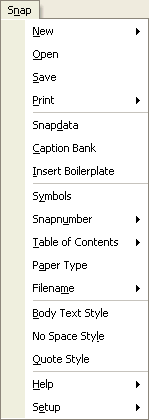 Snap
New
Open
Save
Print
Snapdata
Caption Bank
Insert Boilerplate
Symbols
Snapnumber
Table of Contents
Paper Type
Filename
Body Text Style
No Space Style
Quote Style
Help
Setup